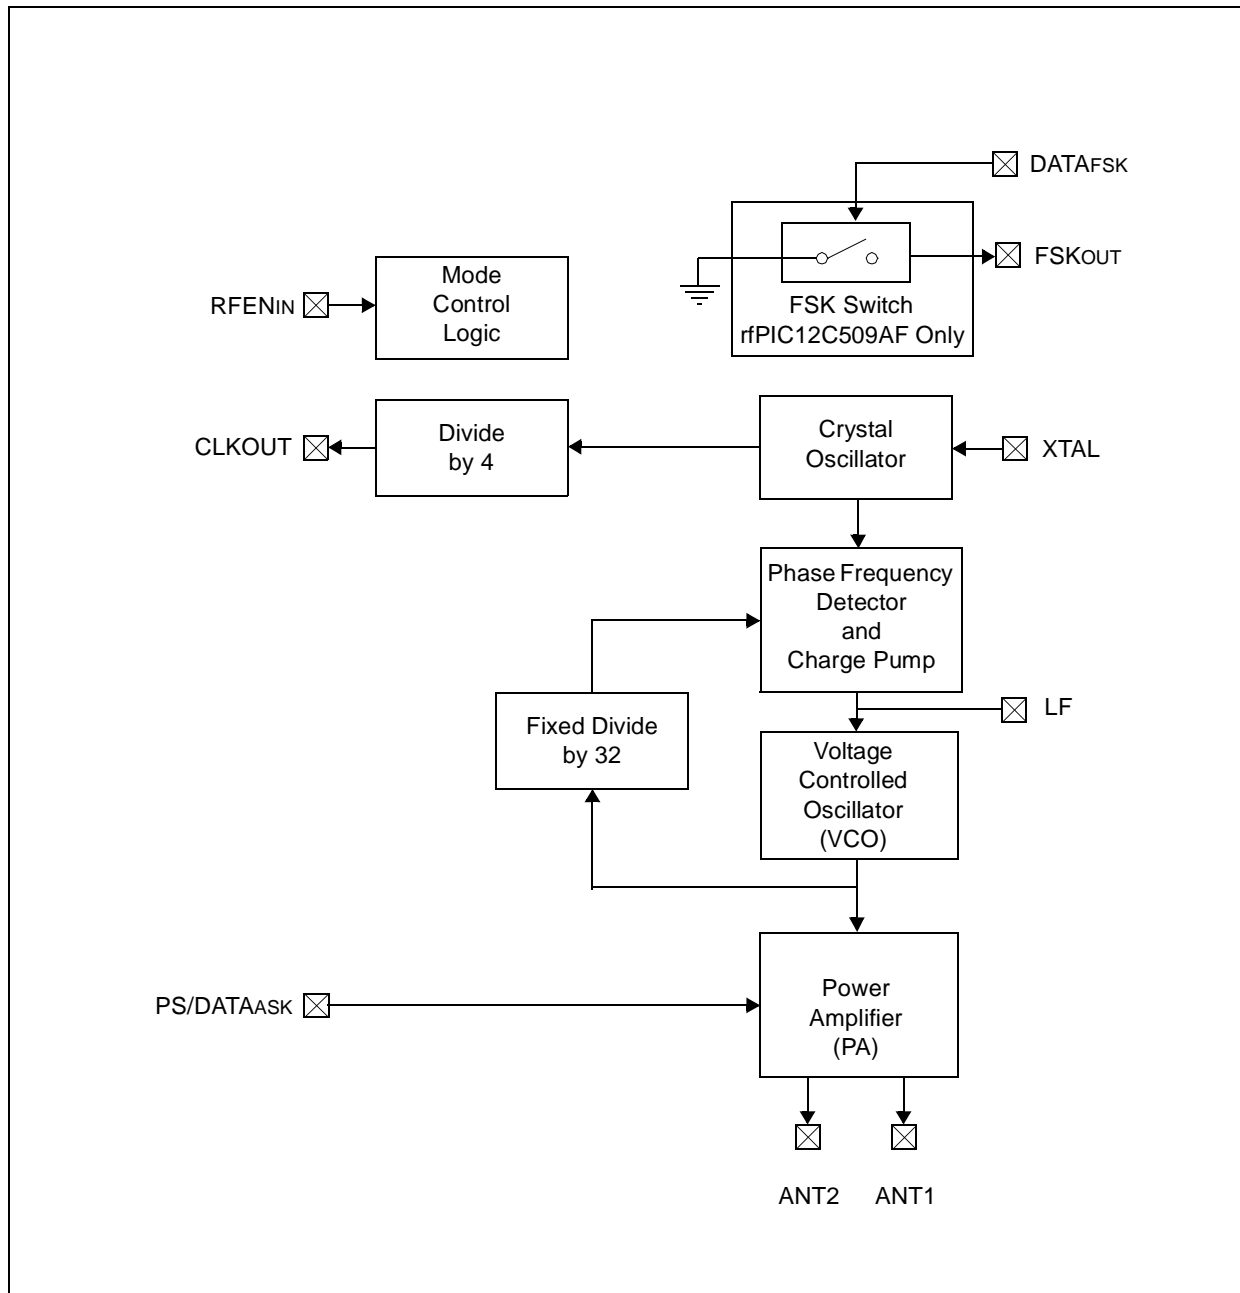 DATAFSK
FSKOUT
FSK Switch
rfPIC12C509AF Only
RFENIN
Mode
Control
Logic
CLKOUT
Divide
by 4
Crystal
Oscillator
XTAL
Phase Frequency
Detector
and
Charge Pump
LF
Fixed Divide
by 32
Voltage
Controlled
Oscillator
(VCO)
PS/DATAASK
Power
Amplifier
(PA)
ANT2
ANT1